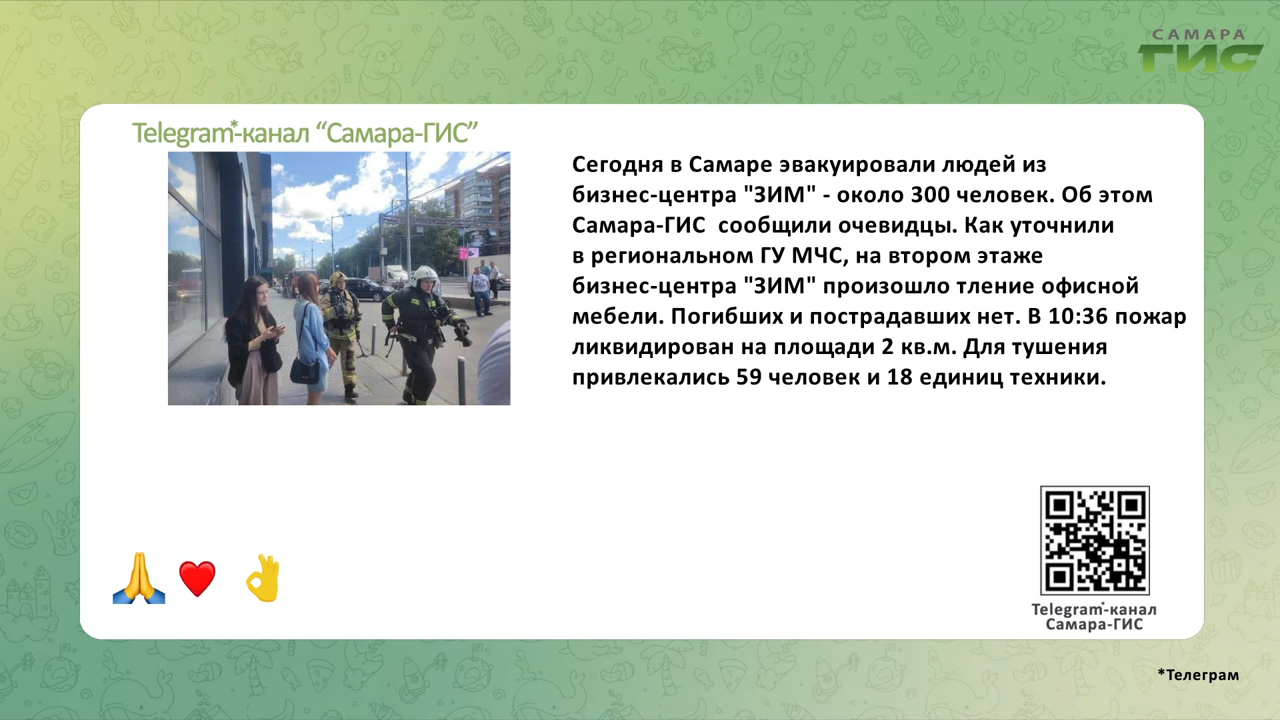 САМАРА
ГИС
Telegram*-канал “Самара-ГИС”
Сегодня в Самаре эвакуировали людей из
бизнес-центра "ЗИМ" - около 300 человек. Об этом
Самара-ГИС  сообщили очевидцы. Как уточнили
в региональном ГУ МЧС, на втором этаже
бизнес-центра "ЗИМ" произошло тление офисной
мебели. Погибших и пострадавших нет. В 10:36 пожар
ликвидирован на площади 2 кв.м. Для тушения
привлекались 59 человек и 18 единиц техники.
Telegram*-канал
Самара-ГИС
*Телеграм